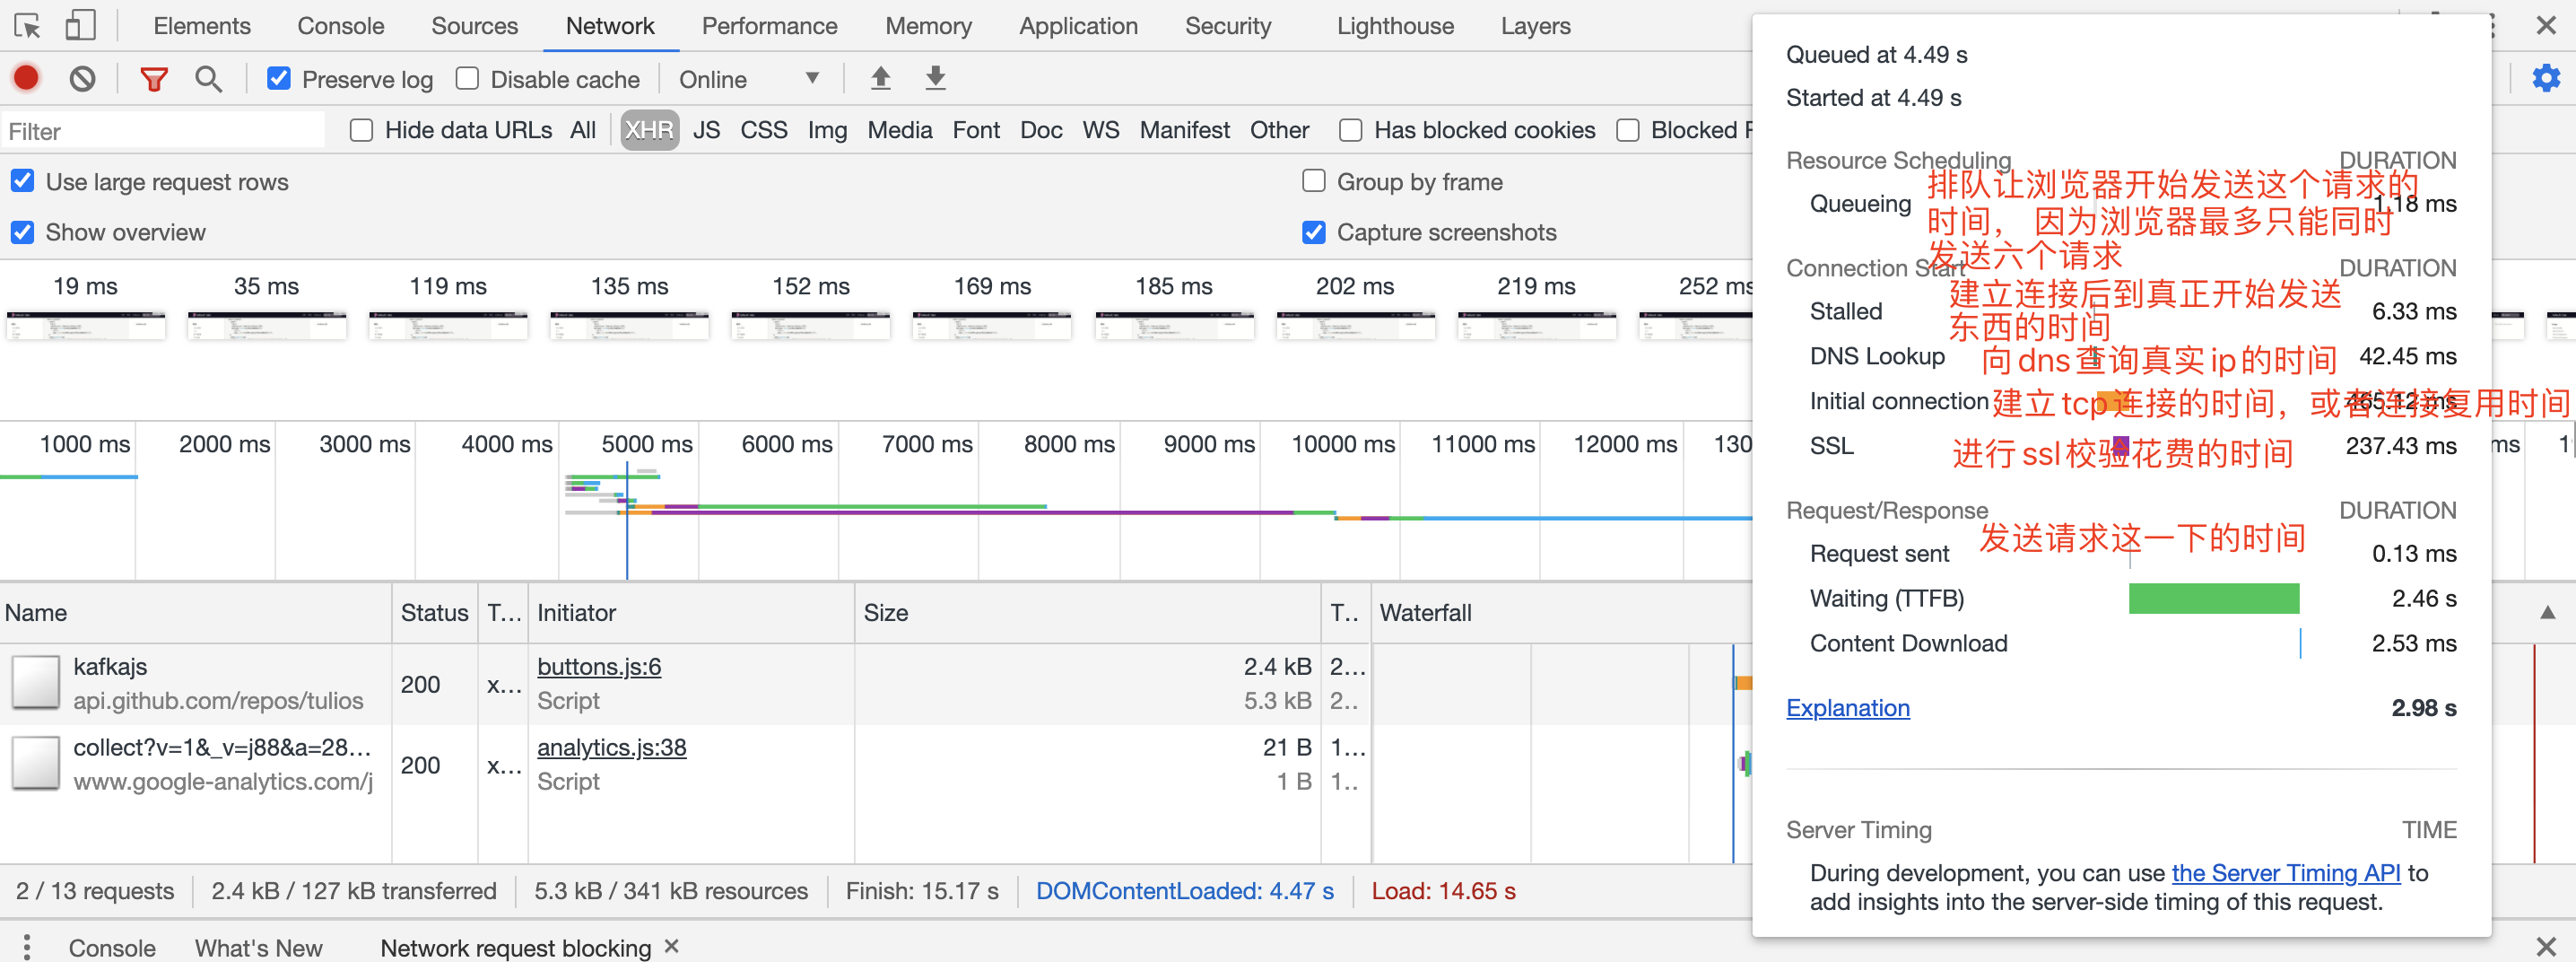 Elements Console Sources Network Performance Memory Application Security Lighthouse Layers
Preserve log Disable cache Online
Filter Hide data URLs All XHR JS CSS Img Media Font Doc WS Manifest Other Has blocked cookies Blocked
Use large request rows Group by frame
Show overview Capture screenshots
19 ms 35 ms 119 ms 135 ms 152 ms 169 ms 185 ms 202 ms 219 ms 252 ms
1000 ms 2000 ms 3000 ms 4000 ms 5000 ms 6000 ms 7000 ms 8000 ms 9000 ms 10000 ms 11000 ms 12000 ms 130
ms 1
Name Status T... Initiator Size T.. Waterfall
kafkajs 200 x... buttons.js:6 2.4 kB 2...
api.github.com/repos/tulios Script 5.3 kB 2..
collect?v=1&_v=j88&a=28... 200 x... analytics.js:38 21 B 1...
www.google-analytics.com/j Script 1 B 1..
2 / 13 requests 2.4 kB / 127 kB transferred 5.3 kB / 341 kB resources Finish: 15.17 s DOMContentLoaded: 4.47 s Load: 14.65 s
Console What's New Network request blocking
Queued at 4.49 s
Started at 4.49 s
Resource Scheduling DURATION
排队让浏览器开始发送这个请求的
Queueing 1.18 ms
时间，因为浏览器最多只能同时
发送六个请求
Connection Start DURATION
建立连接后到真正开始发送
Stalled 6.33 ms
东西的时间
DNS Lookup 向dns查询真实ip的时间 42.45 ms
Initial connection 建立tcp连接的时间，或者连接复用时间 465.12 ms
SSL 进行ssl校验花费的时间 237.43 ms
Request/Response DURATION
发送请求这一下的时间
Request sent 0.13 ms
Waiting (TTFB) 2.46 s
Content Download 2.53 ms
Explanation 2.98 s
Server Timing TIME
During development, you can use the Server Timing API to
add insights into the server-side timing of this request.